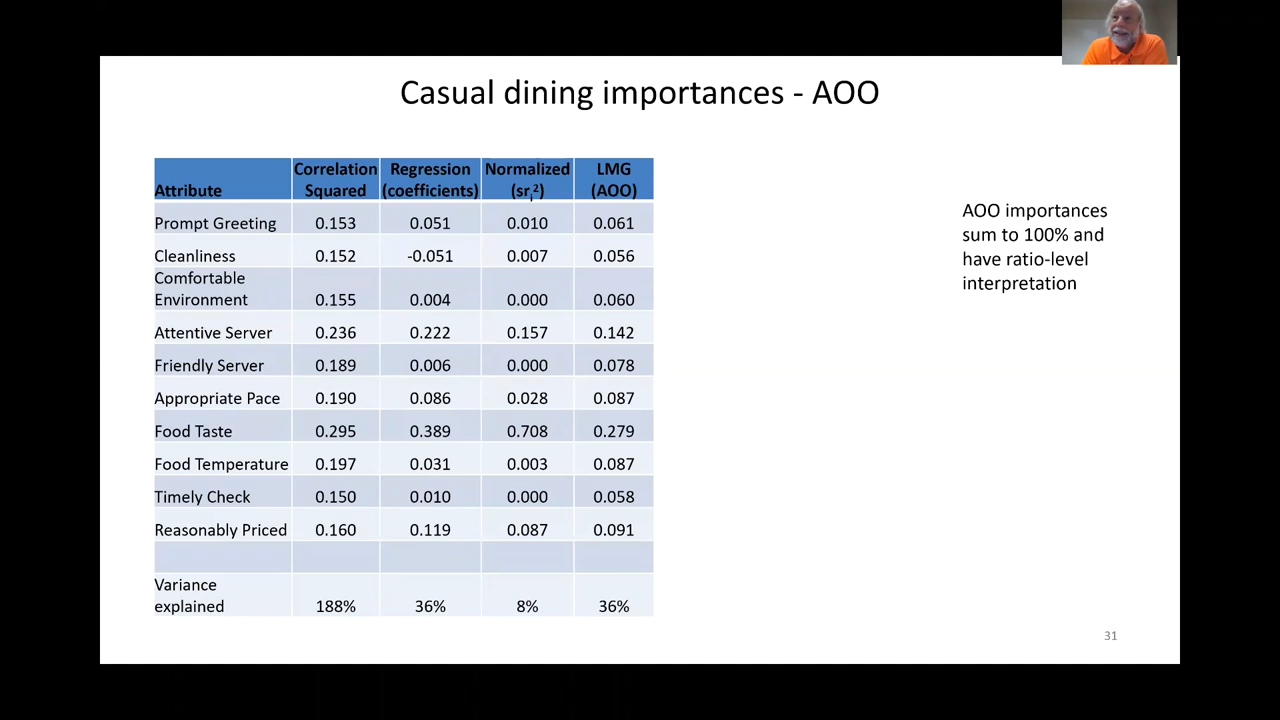 Casual dining importances - AOO
Attribute Correlation Squared Regression (coefficients) Normalized (srᵢ²) LMG (AOO)
Prompt Greeting 0.153 0.051 0.010 0.061
Cleanliness 0.152 -0.051 0.007 0.056
Comfortable Environment 0.155 0.004 0.000 0.060
Attentive Server 0.236 0.222 0.157 0.142
Friendly Server 0.189 0.006 0.000 0.078
Appropriate Pace 0.190 0.086 0.028 0.087
Food Taste 0.295 0.389 0.708 0.279
Food Temperature 0.197 0.031 0.003 0.087
Timely Check 0.150 0.010 0.000 0.058
Reasonably Priced 0.160 0.119 0.087 0.091
Variance explained 188% 36% 8% 36%
AOO importances
sum to 100% and
have ratio-level
interpretation
31